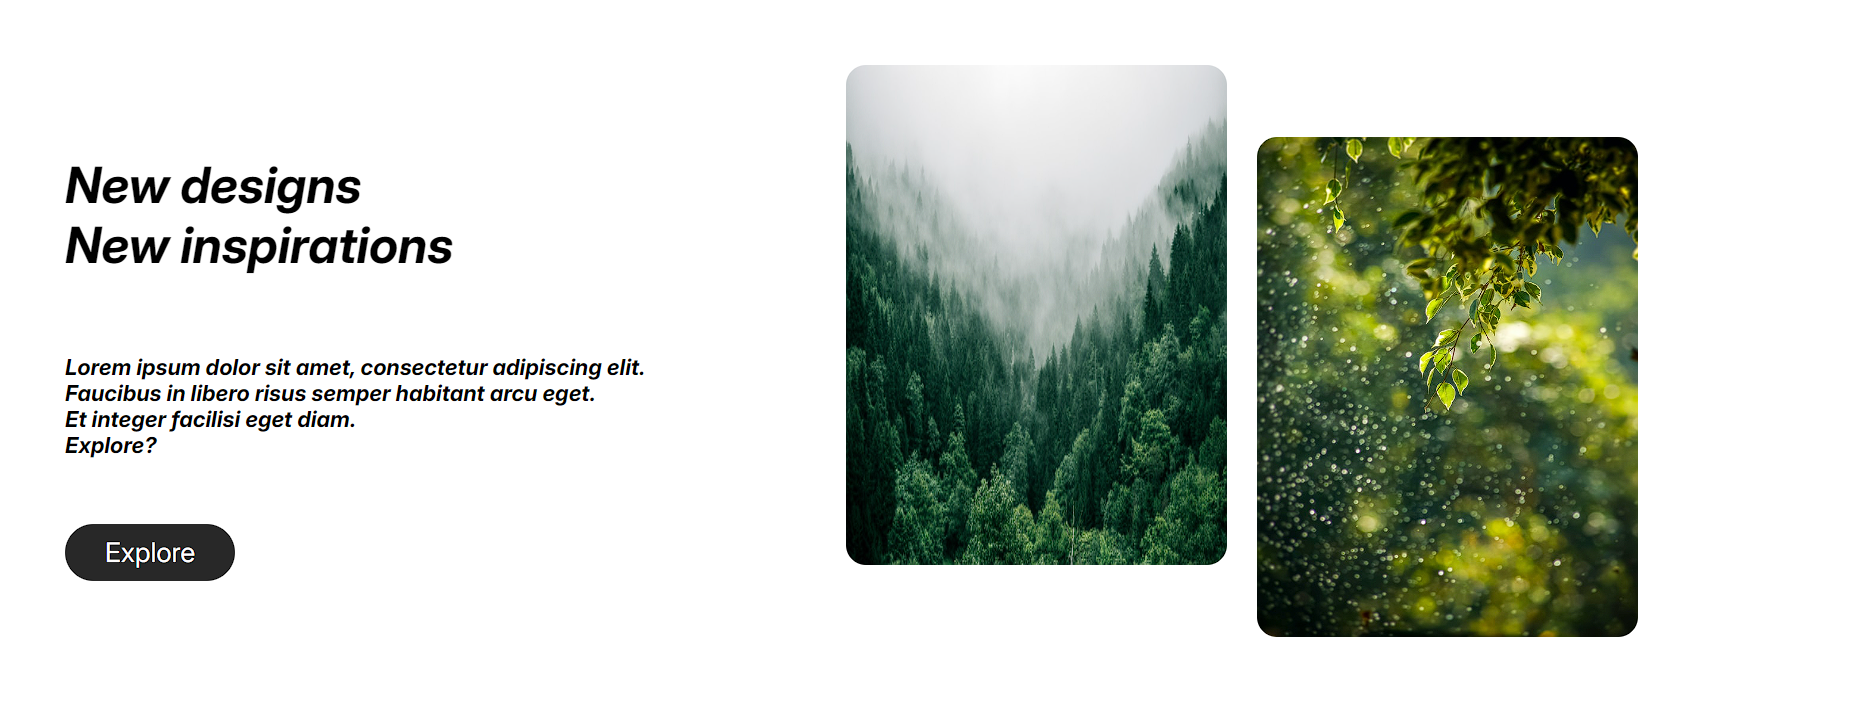 New designs
New inspirations
Lorem ipsum dolor sit amet, consectetur adipiscing elit.
Faucibus in libero risus semper habitant arcu eget.
Et integer facilisi eget diam.
Explore?
Explore